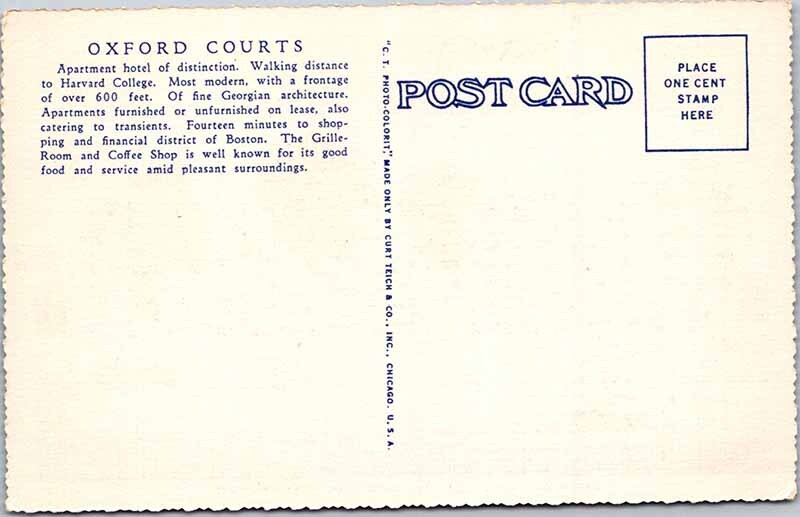 OXFORD COURTS
Apartment hotel of distinction. Walking distance
to Harvard College. Most modern, with a frontage
of over 600 feet. Of fine Georgian architecture.
Apartments furnished or unfurnished on lease, also
catering to transients. Fourteen minutes to shop-
ping and financial district of Boston. The Grille-
Room and Coffee Shop is well known for its good
food and service amid pleasant surroundings.
"C. T. PHOTO-COLORIT," MADE ONLY BY CURT TEICH & CO., INC., CHICAGO. U. S. A.
POST CARD
PLACE
ONE CENT
STAMP
HERE